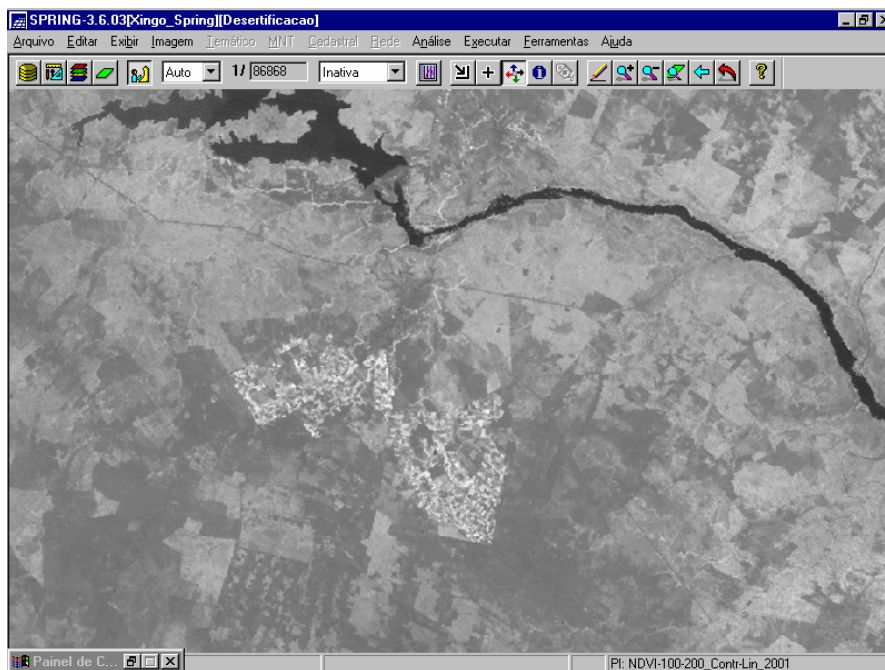 SPRING-3.6.03[Xingo_Spring][Desertificacao]
Arquivo Editar Exibir Imagem Temático MNT Cadastral Rede Análise Executar Ferramentas Ajuda
Auto 1/ 86868 Inativa
Painel de C... PI: NDVI-100-200_Contr-Lin_2001